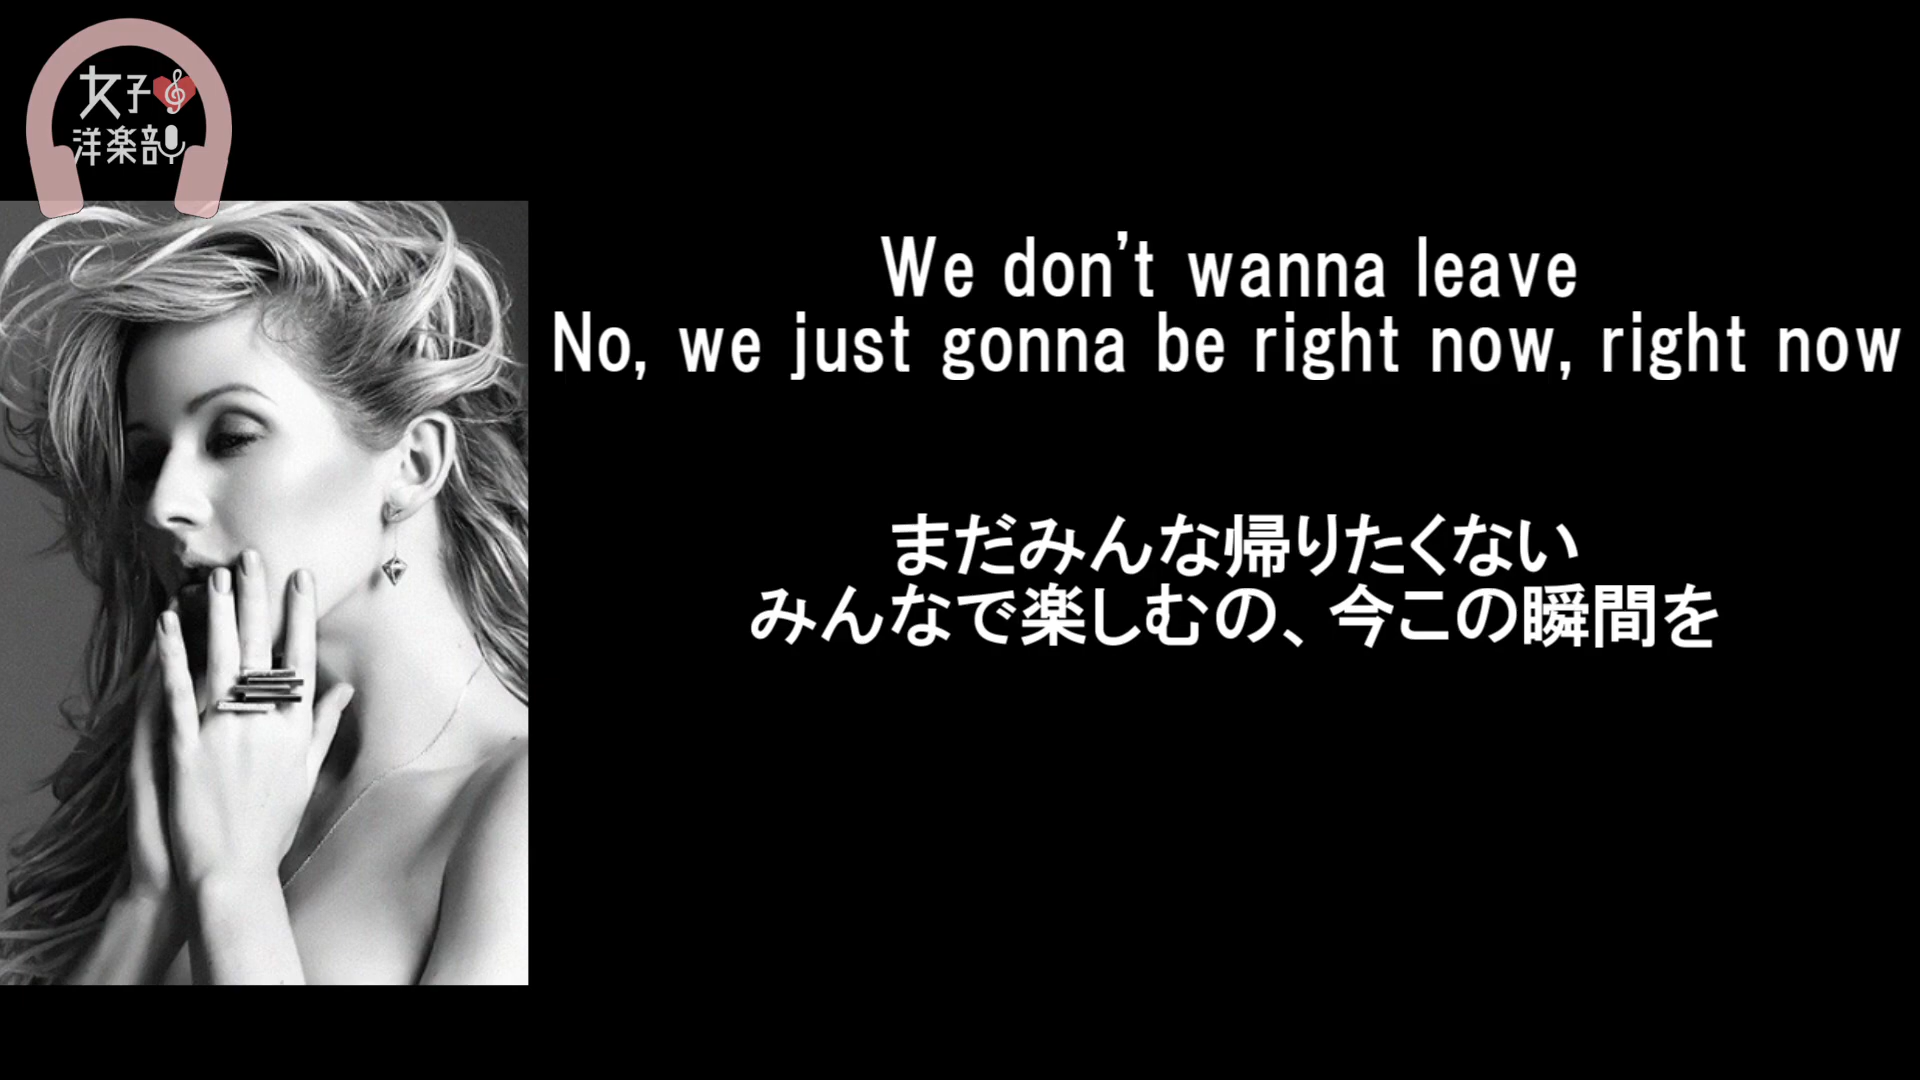 女子
洋楽部
We don't wanna leave
No, we just gonna be right now, right now
まだみんな帰りたくない
みんなで楽しむの、今この瞬間を